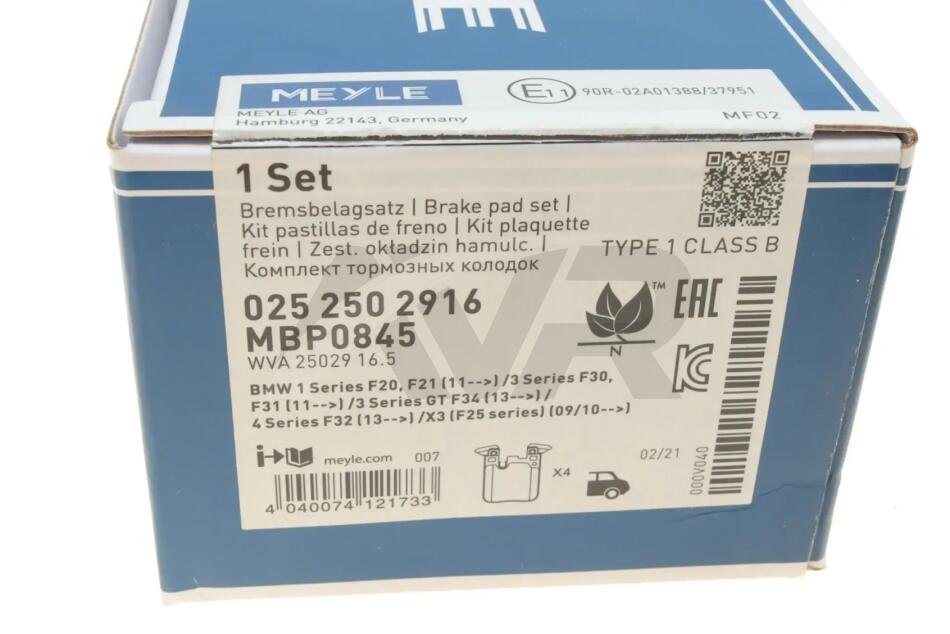 MEYLE
MEYLE AG
Hamburg 22143, Germany
E11 90R-02A01388/37951
MF02
1 Set
Bremsbelagsatz | Brake pad set |
Kit pastillas de freno | Kit plaquette
frein | Zest. okładzin hamulc. |
Комплект тормозных колодок
TYPE 1 CLASS B
025 250 2916
MBP0845
WVA 25029 16.5
TM
N
EAC
BMW 1 Series F20, F21 (11-->) /3 Series F30,
F31 (11-->) /3 Series GT F34 (13-->) /
4 Series F32 (13-->) /X3 (F25 series) (09/10-->)
meyle.com 007
X4
02/21
000V040
4 040074 121733
VR